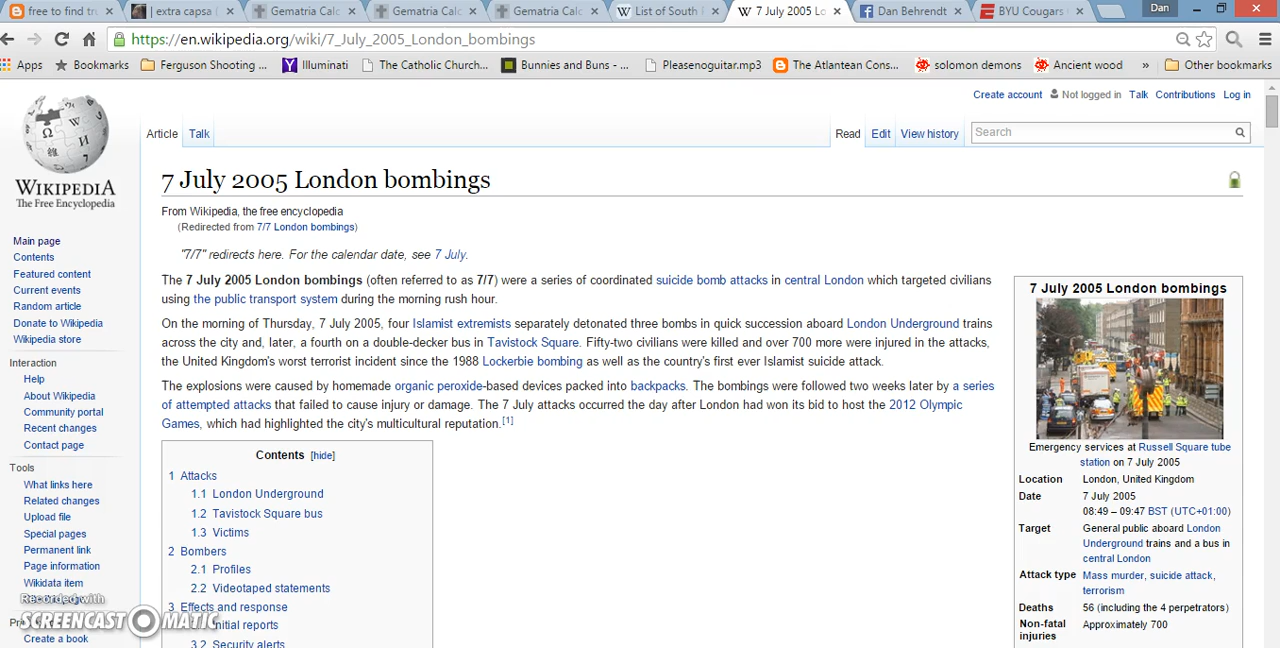 free to find tru
| extra capsa |
Gematria Calc
Gematria Calc
Gematria Calc
List of South F
7 July 2005 Lo
Dan Behrendt
BYU Cougars
Dan
https://en.wikipedia.org/wiki/7_July_2005_London_bombings
Apps
Bookmarks
Ferguson Shooting ...
Illuminati
The Catholic Church...
Bunnies and Buns - ...
Pleasenoguitar.mp3
The Atlantean Cons...
solomon demons
Ancient wood
»
Other bookmarks
Create account
Not logged in
Talk
Contributions
Log in
Article
Talk
Read
Edit
View history
Search
WIKIPEDIA
The Free Encyclopedia
Main page
Contents
Featured content
Current events
Random article
Donate to Wikipedia
Wikipedia store
Interaction
Help
About Wikipedia
Community portal
Recent changes
Contact page
Tools
What links here
Related changes
Upload file
Special pages
Permanent link
Page information
Wikidata item
Create a book
7 July 2005 London bombings
From Wikipedia, the free encyclopedia
(Redirected from 7/7 London bombings)
"7/7" redirects here. For the calendar date, see 7 July.
The 7 July 2005 London bombings (often referred to as 7/7) were a series of coordinated suicide bomb attacks in central London which targeted civilians
using the public transport system during the morning rush hour.
On the morning of Thursday, 7 July 2005, four Islamist extremists separately detonated three bombs in quick succession aboard London Underground trains
across the city and, later, a fourth on a double-decker bus in Tavistock Square. Fifty-two civilians were killed and over 700 more were injured in the attacks,
the United Kingdom's worst terrorist incident since the 1988 Lockerbie bombing as well as the country's first ever Islamist suicide attack.
The explosions were caused by homemade organic peroxide-based devices packed into backpacks. The bombings were followed two weeks later by a series
of attempted attacks that failed to cause injury or damage. The 7 July attacks occurred the day after London had won its bid to host the 2012 Olympic
Games, which had highlighted the city's multicultural reputation.[1]
Contents [hide]
1 Attacks
1.1 London Underground
1.2 Tavistock Square bus
1.3 Victims
2 Bombers
2.1 Profiles
2.2 Videotaped statements
3 Effects and response
Initial reports
3.2 Security alerts
7 July 2005 London bombings
Emergency services at Russell Square tube
station on 7 July 2005
Location London, United Kingdom
Date 7 July 2005
08:49 – 09:47 BST (UTC+01:00)
Target General public aboard London
Underground trains and a bus in
central London
Attack type Mass murder, suicide attack,
terrorism
Deaths 56 (including the 4 perpetrators)
Non-fatal Approximately 700
injuries
Recorded with
SCREENCAST MATIC